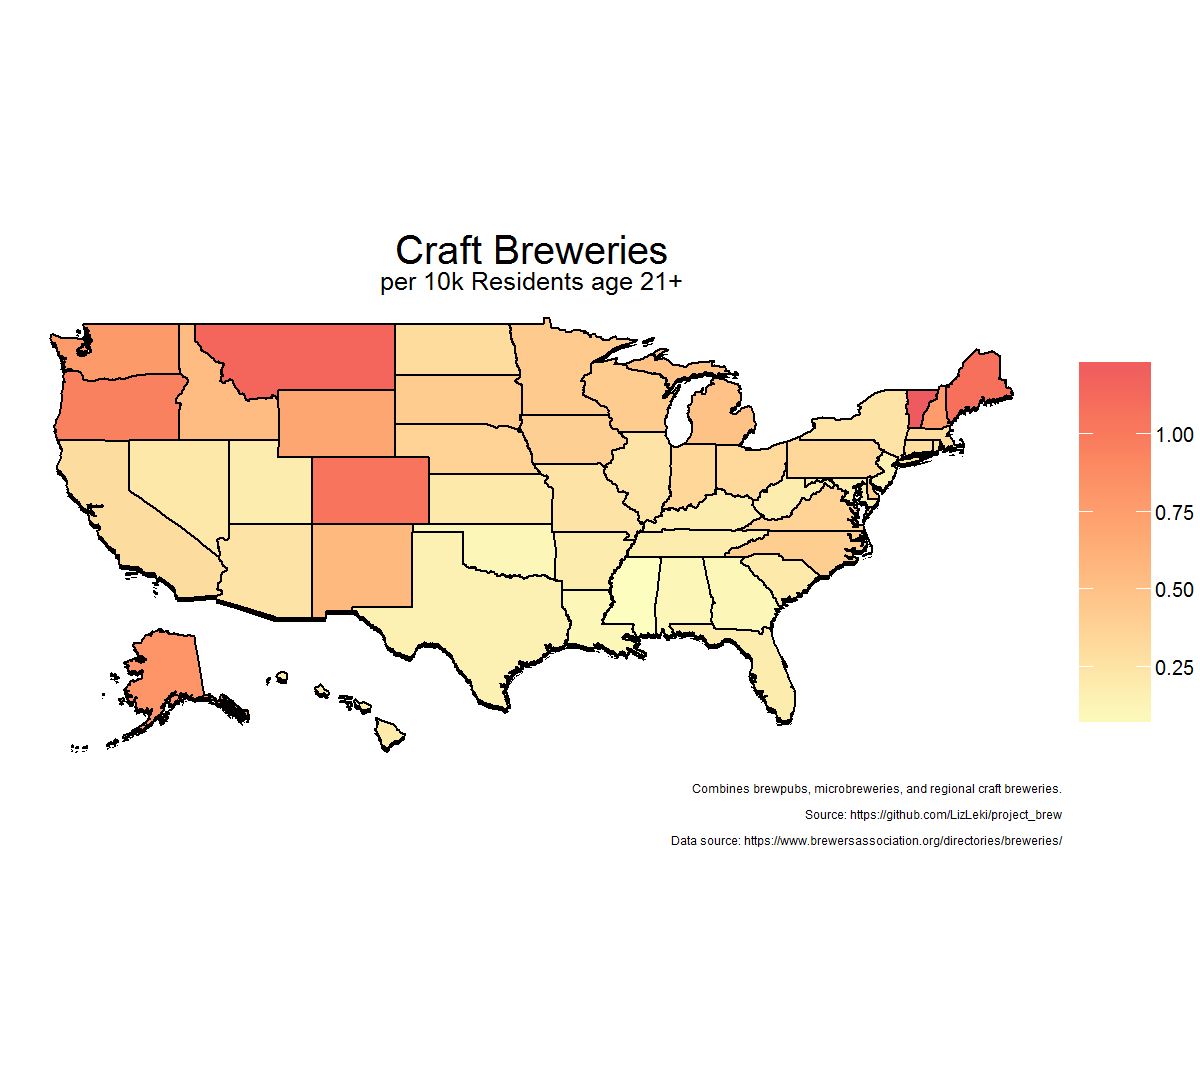 Craft Breweries
per 10k Residents age 21+
1.00
0.75
0.50
0.25
Combines brewpubs, microbreweries, and regional craft breweries.
Source: https://github.com/LizLeki/project_brew
Data source: https://www.brewersassociation.org/directories/breweries/